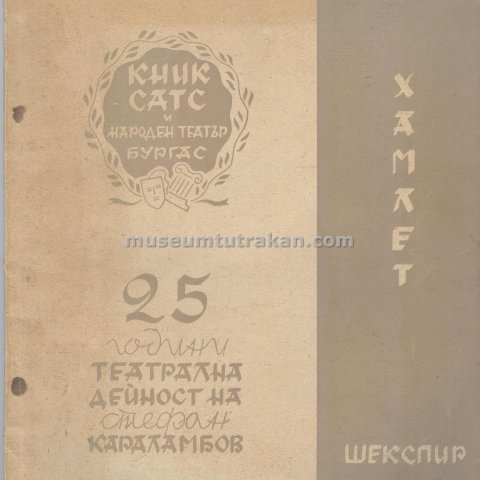 КНИК
САТС
И
НАРОДЕН ТЕАТЪР
БУРГАС
museumtutrakan.com
25
години
ТЕАТРАЛНА
ДЕЙНОСТ НА
Стефан
КАРАЛАМБОВ
ХАМЛЕТ
ШЕКСПИР